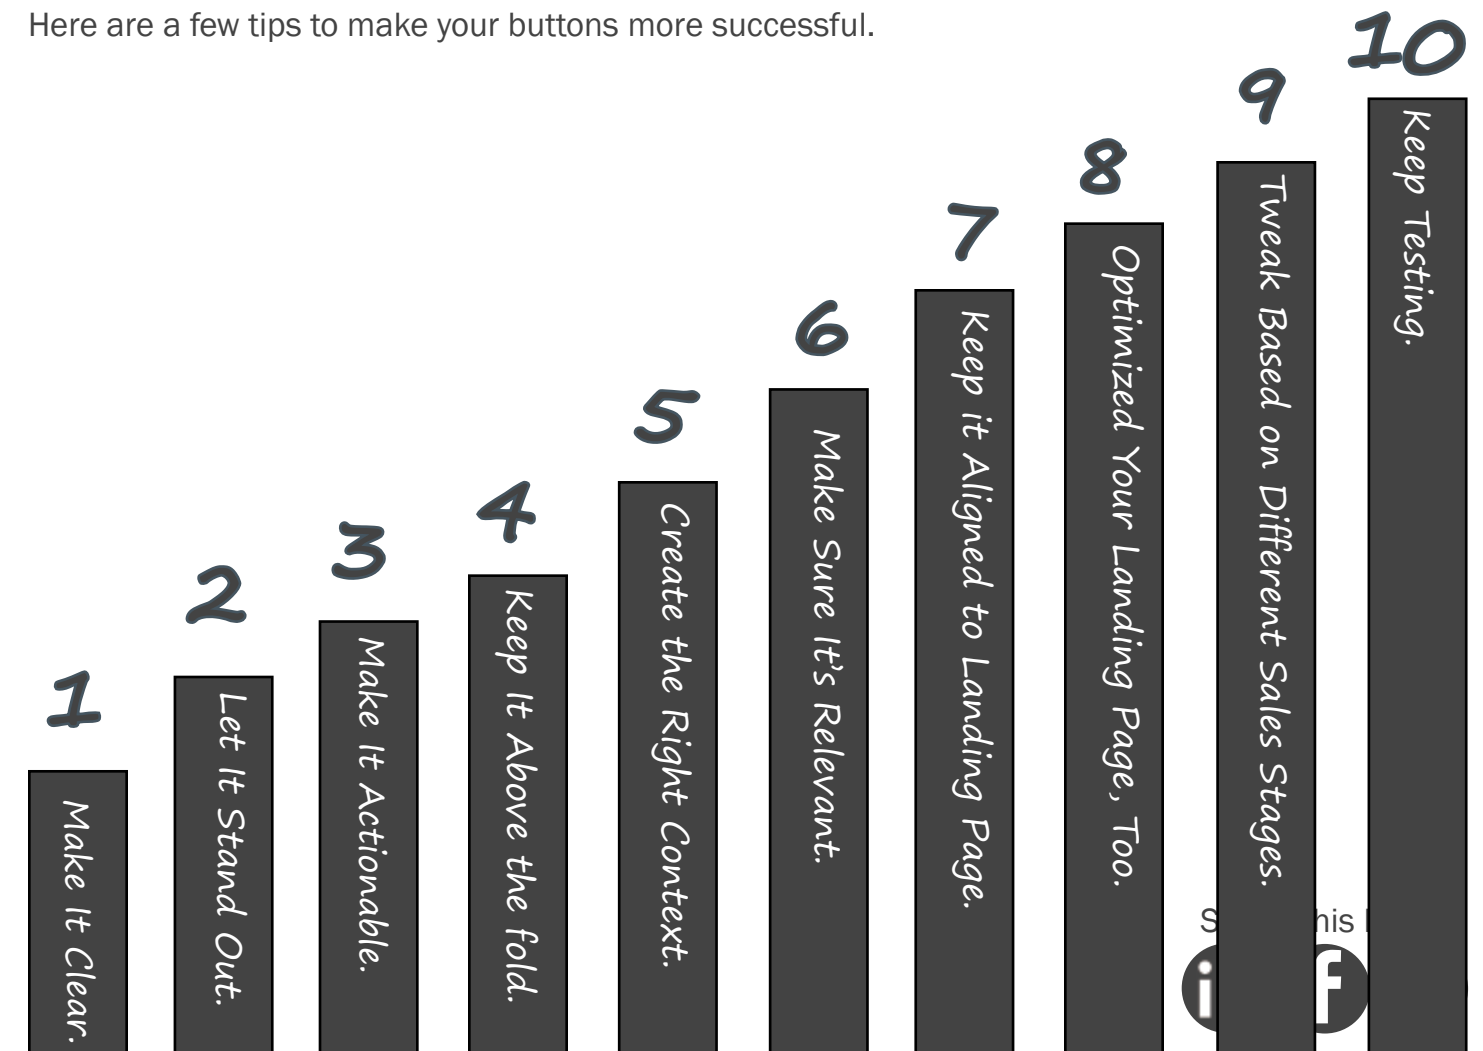 Here are a few tips to make your buttons more successful.
1
Make It Clear.
2
Let It Stand Out.
3
Make It Actionable.
4
Keep It Above the fold.
5
Create the Right Context.
6
Make Sure It's Relevant.
7
Keep it Aligned to Landing Page.
8
Optimized Your Landing Page, Too.
9
Tweak Based on Different Sales Stages.
10
Keep Testing.